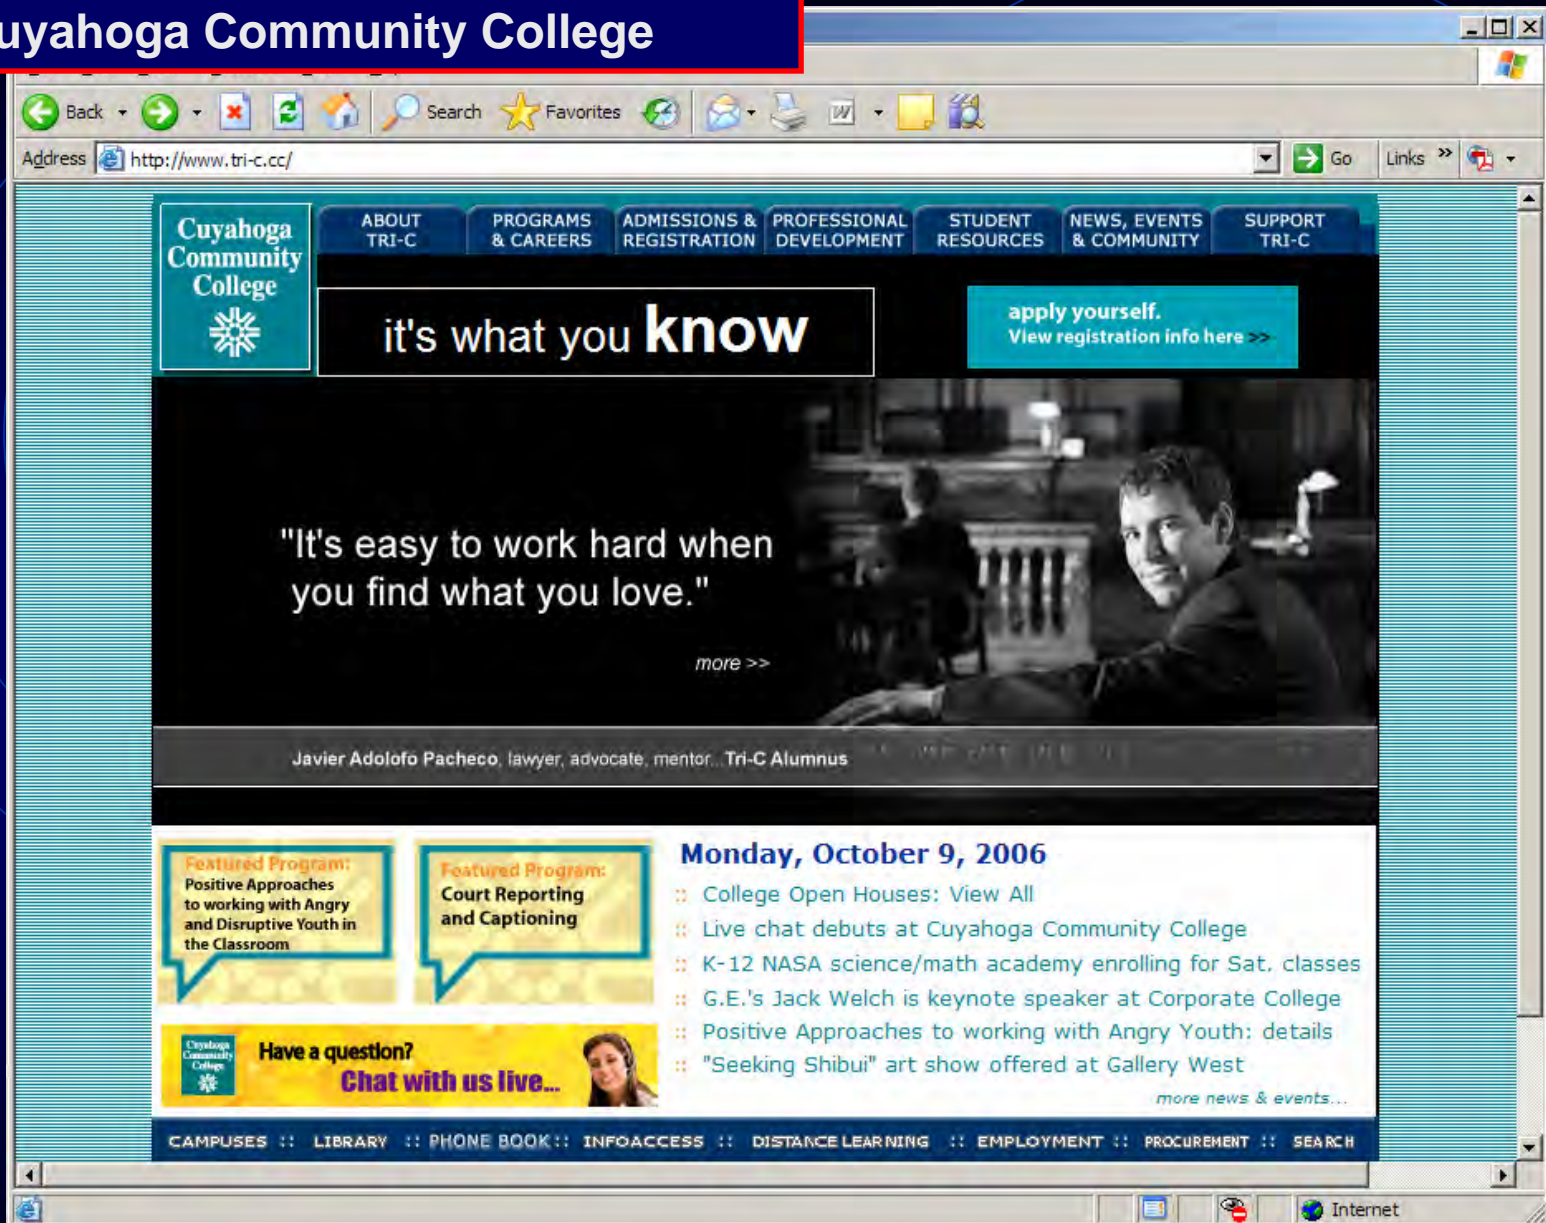 uyahoga Community College
Back
Search
Favorites
Address http://www.tri-c.cc/
Go
Links »
Cuyahoga
Community
College
ABOUT
TRI-C
PROGRAMS
& CAREERS
ADMISSIONS &
REGISTRATION
PROFESSIONAL
DEVELOPMENT
STUDENT
RESOURCES
NEWS, EVENTS
& COMMUNITY
SUPPORT
TRI-C
it's what you know
apply yourself.
View registration info here >>
"It's easy to work hard when
you find what you love."
more >>
Javier Adolofo Pacheco, lawyer, advocate, mentor...Tri-C Alumnus
Featured Program:
Positive Approaches
to working with Angry
and Disruptive Youth in
the Classroom
Featured Program:
Court Reporting
and Captioning
Monday, October 9, 2006
:: College Open Houses: View All
:: Live chat debuts at Cuyahoga Community College
:: K-12 NASA science/math academy enrolling for Sat. classes
:: G.E.'s Jack Welch is keynote speaker at Corporate College
:: Positive Approaches to working with Angry Youth: details
:: "Seeking Shibui" art show offered at Gallery West
more news & events...
Cuyahoga
Community
College
Have a question?
Chat with us live...
CAMPUSES :: LIBRARY :: PHONE BOOK :: INFOACCESS :: DISTANCE LEARNING :: EMPLOYMENT :: PROCUREMENT :: SEARCH
Internet